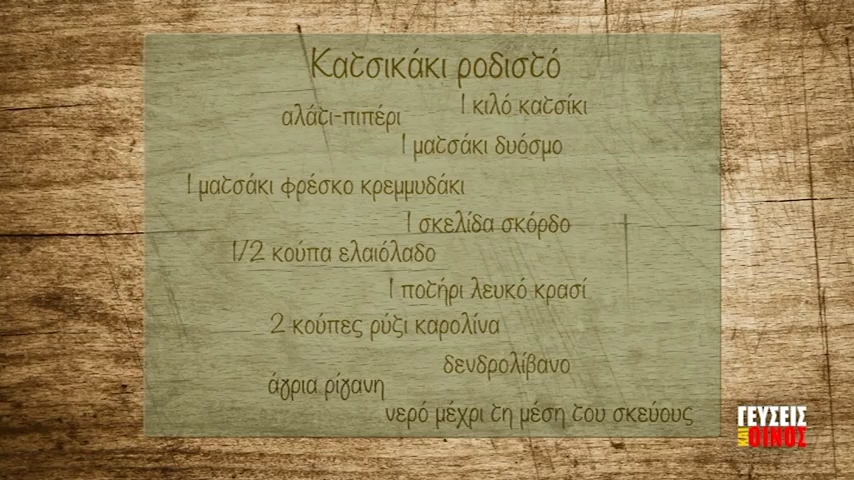 Κατσικάκι ροδιστό
1 κιλό κατσίκι
αλάτι-πιπέρι
1 ματσάκι δυόσμο
1 ματσάκι φρέσκο κρεμμυδάκι
1 σκελίδα σκόρδο
1/2 κούπα ελαιόλαδο
1 ποτήρι λευκό κρασί
2 κούπες ρύζι καρολίνα
δενδρολίβανο
άγρια ρίγανη
νερό μέχρι τη μέση του σκεύους
ΓΕΥΣΕΙΣ
ΚΑΙ ΟΙΝΟΣ